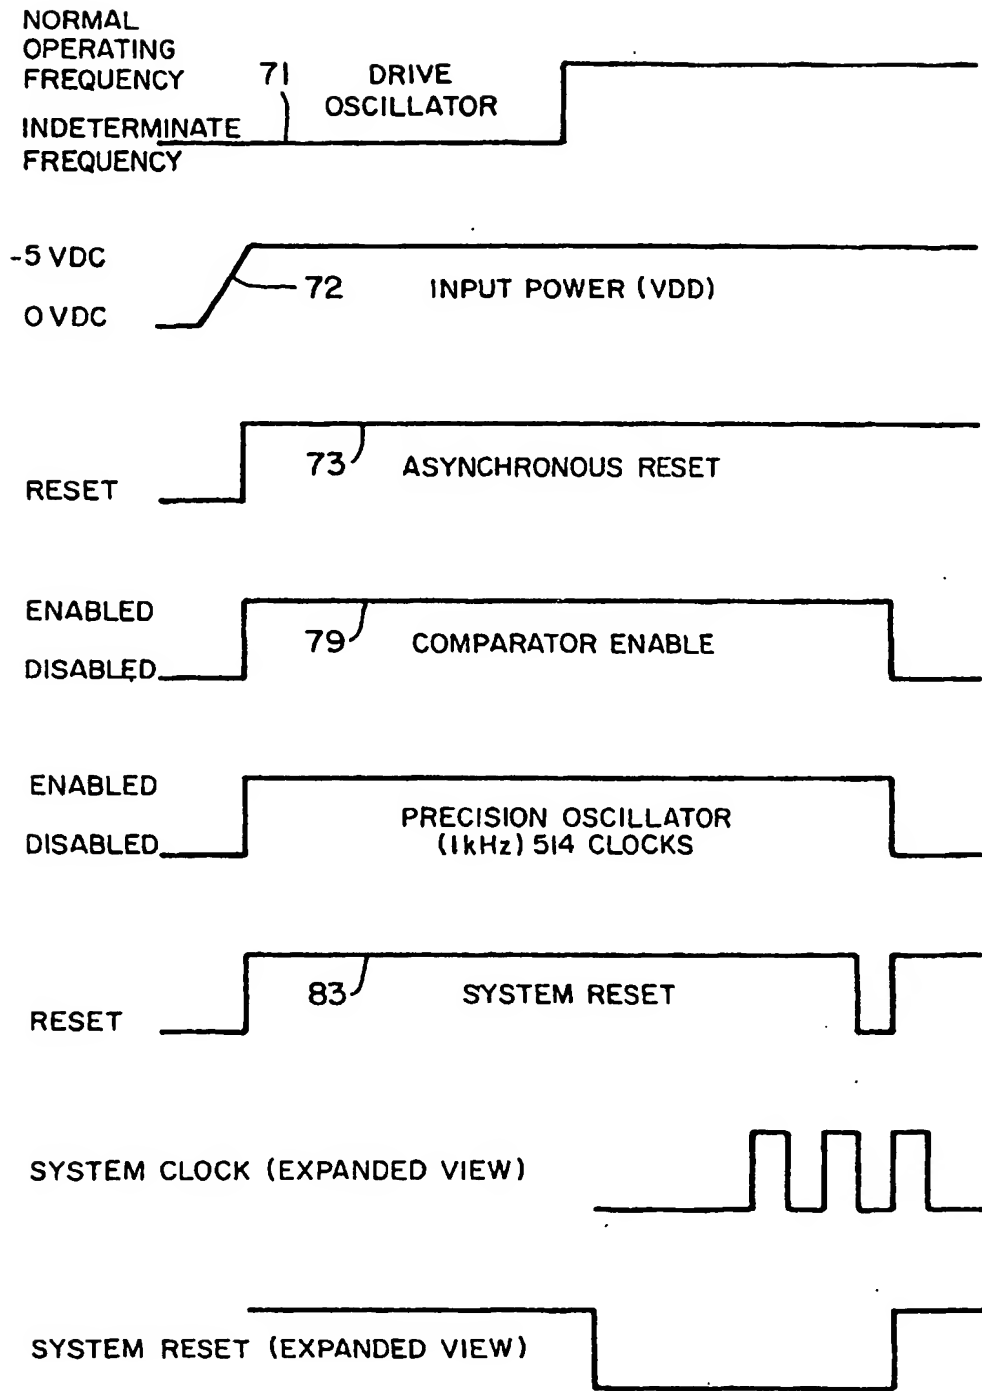 NORMAL
OPERATING
FREQUENCY
71
DRIVE
OSCILLATOR
INDETERMINATE
FREQUENCY
-5 VDC
72
INPUT POWER (VDD)
0 VDC
73
ASYNCHRONOUS RESET
RESET
ENABLED
79
COMPARATOR ENABLE
DISABLED
ENABLED
PRECISION OSCILLATOR
(1kHz) 514 CLOCKS
DISABLED
83
SYSTEM RESET
RESET
SYSTEM CLOCK (EXPANDED VIEW)
SYSTEM RESET (EXPANDED VIEW)